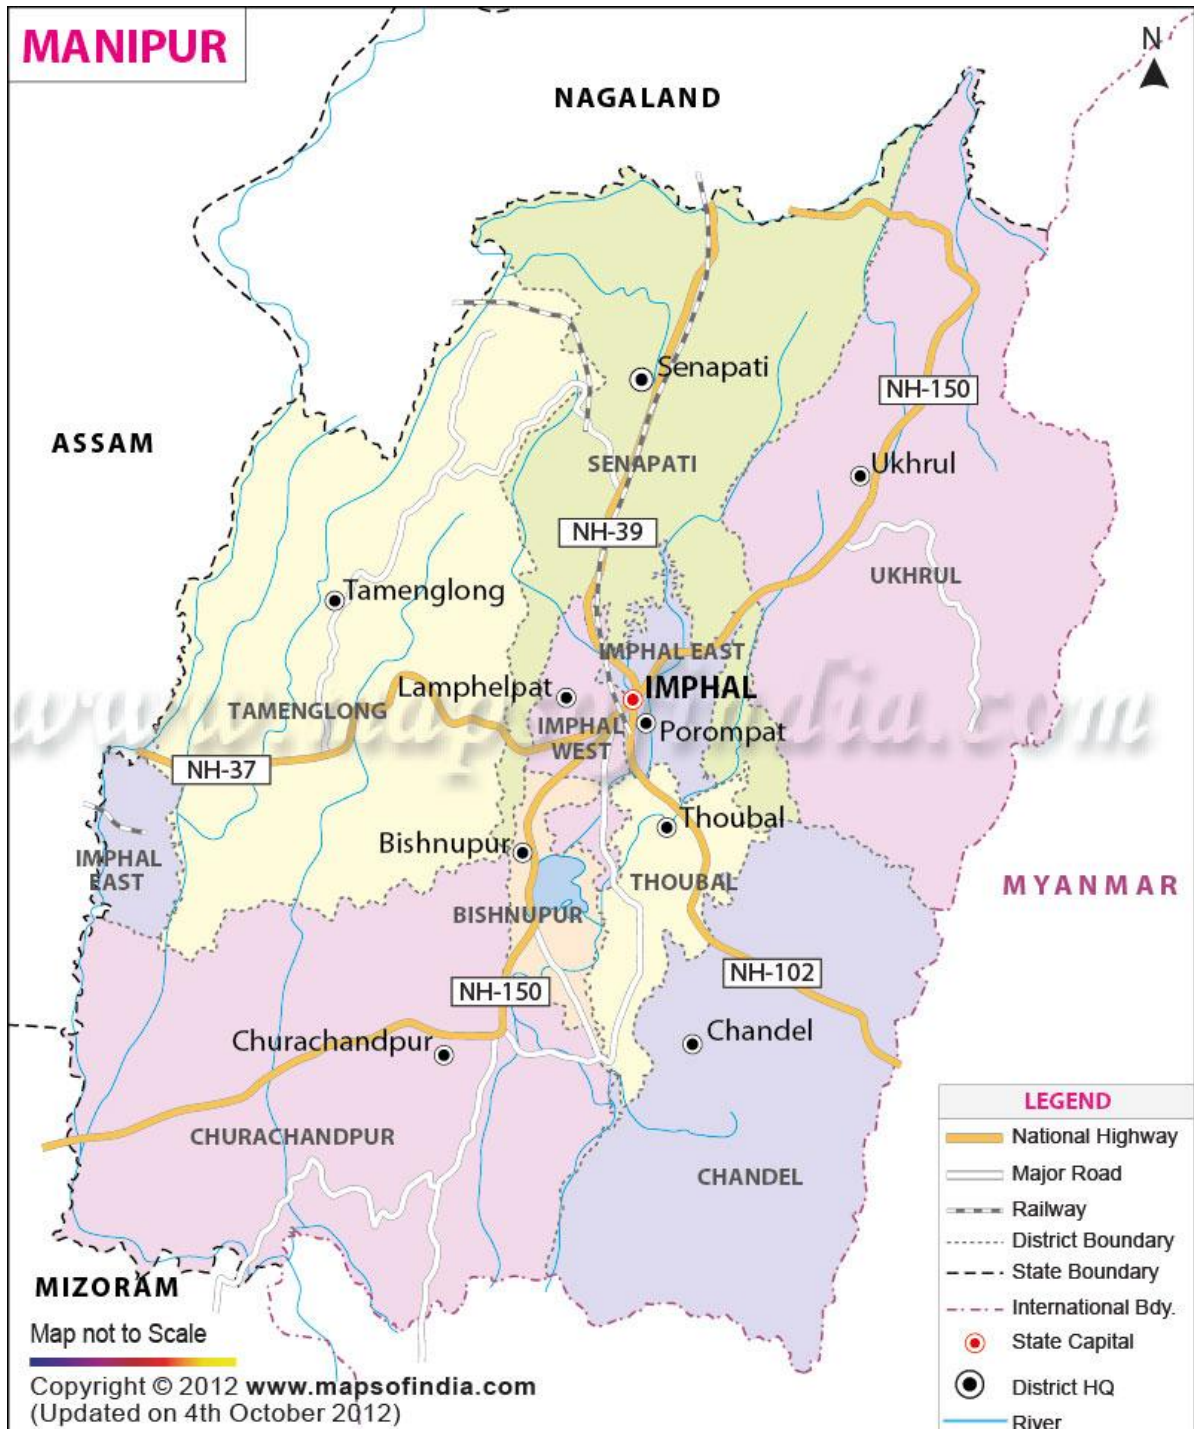 MANIPUR
N
NAGALAND
ASSAM
Senapati
NH-150
SENAPATI
Ukhrul
NH-39
UKHRUL
Tamenglong
IMPHAL EAST
Lamphelpat
IMPHAL
TAMENGLONG
IMPHAL
WEST
Porompat
www.mapsofindia.com
NH-37
Thoubal
Bishnupur
IMPHAL
EAST
THOUBAL
MYANMAR
BISHNUPUR
NH-102
NH-150
Churachandpur
Chandel
CHURACHANDPUR
CHANDEL
MIZORAM
Map not to Scale
Copyright © 2012 www.mapsofindia.com
(Updated on 4th October 2012)
LEGEND
National Highway
Major Road
Railway
District Boundary
State Boundary
International Bdy.
State Capital
District HQ
River